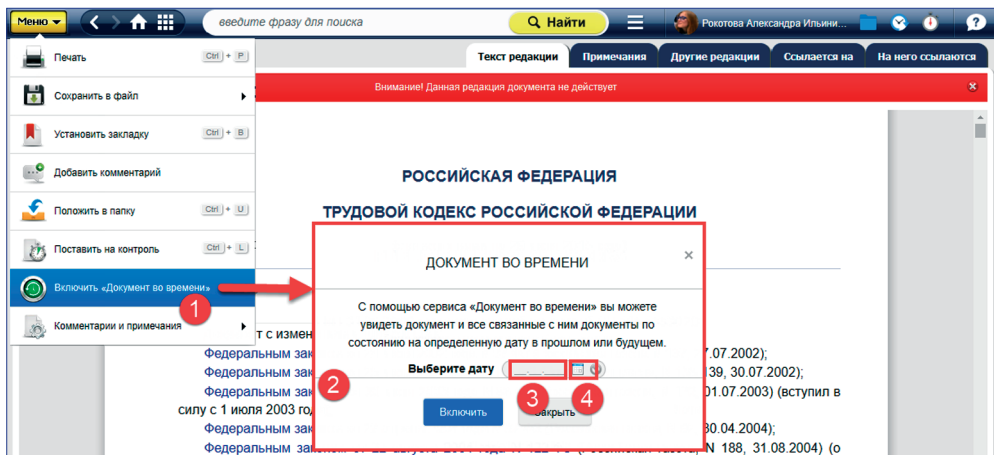 Меню
введите фразу для поиска
Найти
Рокотова Александра Ильини...
?
Печать Ctrl + P
Сохранить в файл
Установить закладку Ctrl + B
Добавить комментарий
Положить в папку Ctrl + U
Поставить на контроль Ctrl + L
Включить «Документ во времени»
1
Комментарии и примечания
Текст редакции Примечания Другие редакции Ссылается на На него ссылаются
Внимание! Данная редакция документа не действует
РОССИЙСКАЯ ФЕДЕРАЦИЯ
ТРУДОВОЙ КОДЕКС РОССИЙСКОЙ ФЕДЕРАЦИИ
ДОКУМЕНТ ВО ВРЕМЕНИ
С помощью сервиса «Документ во времени» вы можете
увидеть документ и все связанные с ним документы по
состоянию на определенную дату в прошлом или будущем.
Выберите дату __.__.____
2
3
4
Включить Закрыть
т с измен
Федеральным зак 7.07.2002);
Федеральным зак 139, 30.07.2002);
Федеральным зак 01.07.2003) (вступил в
силу с 1 июля 2003 го
Федеральным зак 30.04.2004);
Федеральным N 188, 31.08.2004) (о